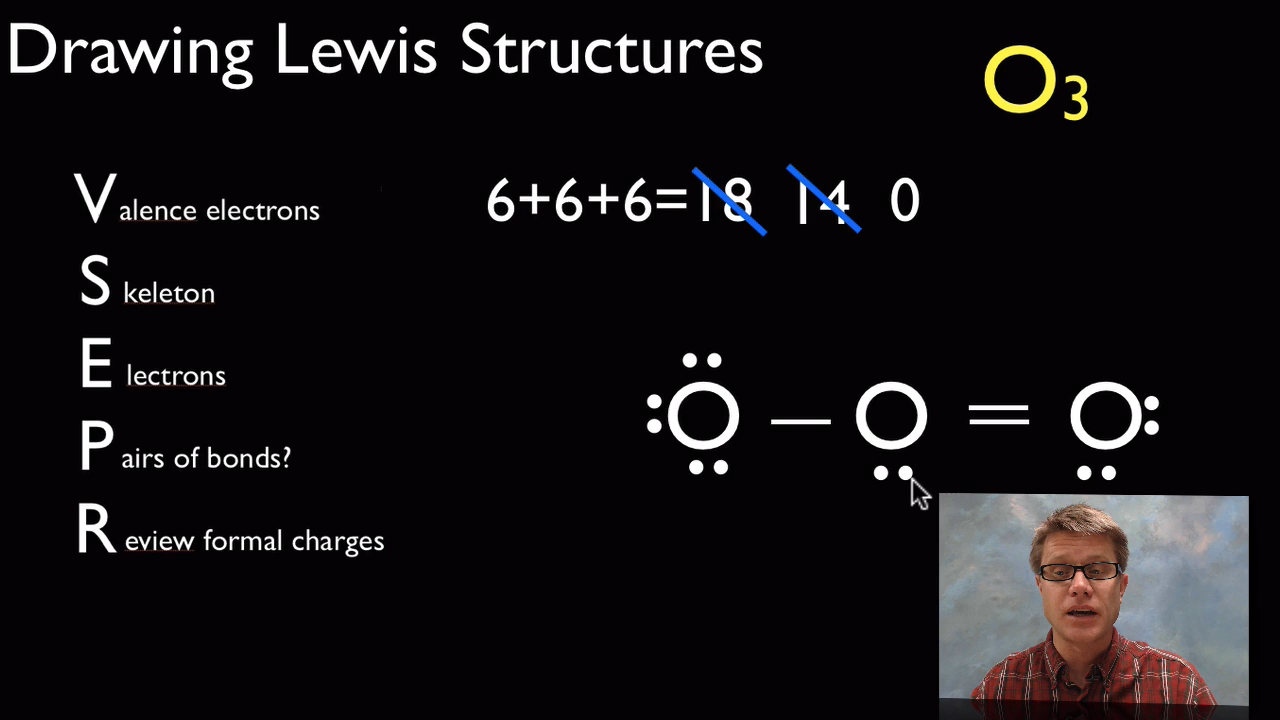 Drawing Lewis Structures
O3
Valence electrons
6+6+6=18 14 0
Skeleton
Electrons
Pairs of bonds?
Review formal charges
O – O = O